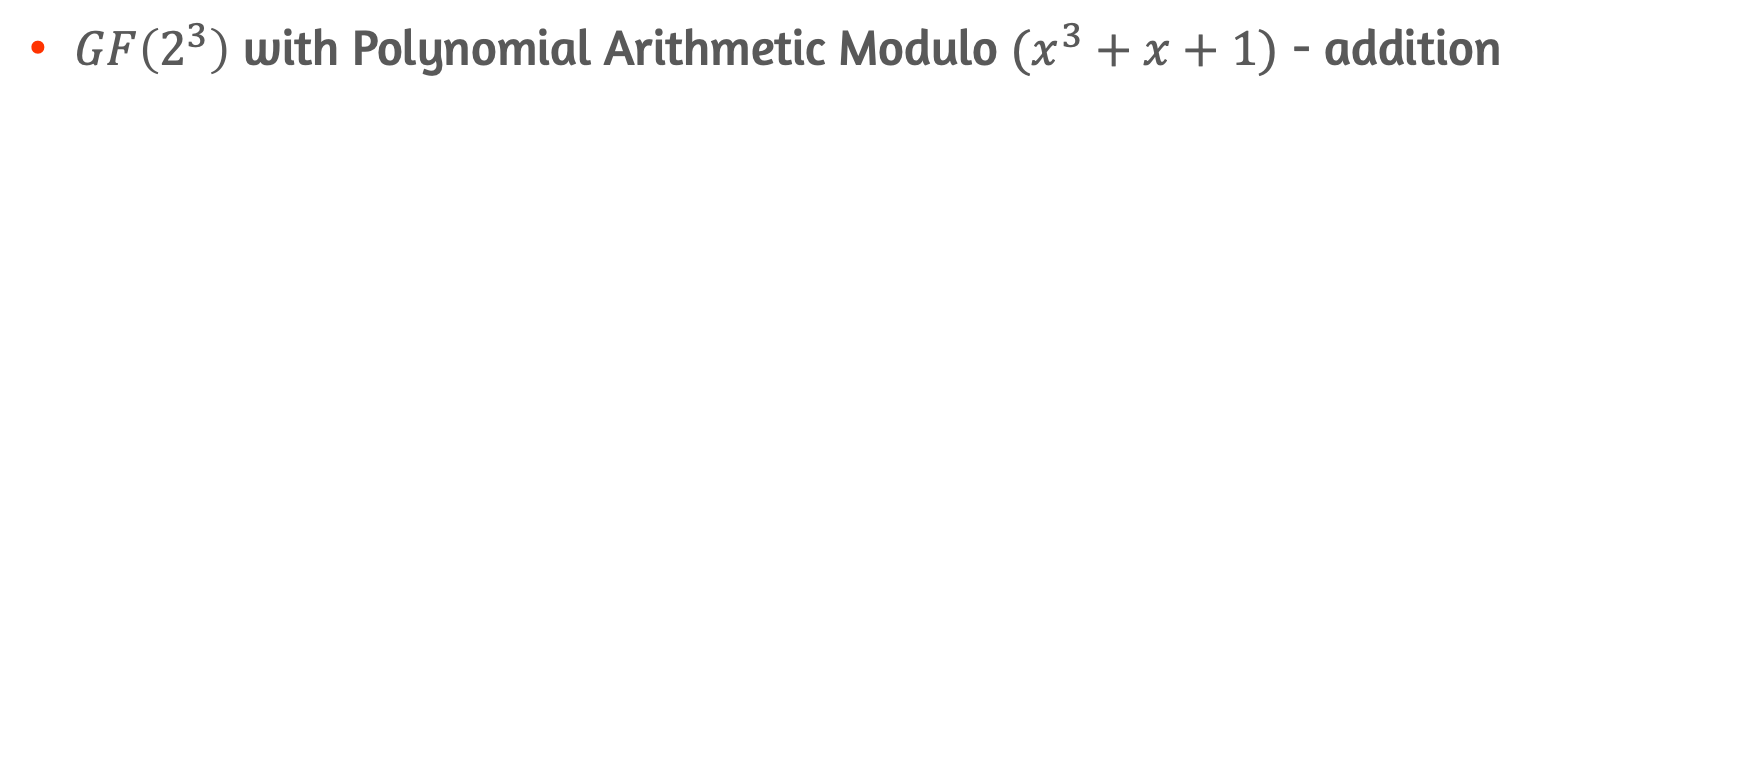 • 𝐺𝐹(2³) with Polynomial Arithmetic Modulo (𝑥³ + 𝑥 + 1) - addition